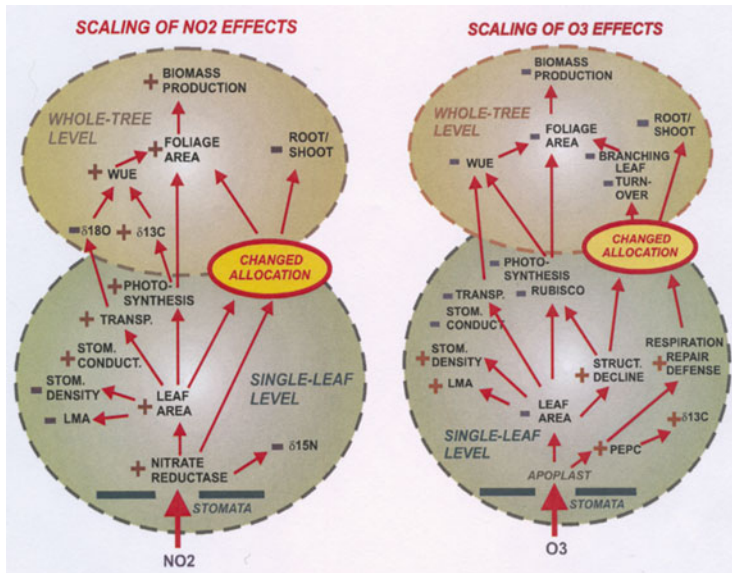 SCALING OF NO2 EFFECTS
+ BIOMASS
PRODUCTION
WHOLE-TREE
LEVEL
+ FOLIAGE
AREA
- ROOT/
SHOOT
+ WUE
- δ18O
+ δ13C
CHANGED
ALLOCATION
+ PHOTO-
SYNTHESIS
+ TRANSP.
+ STOM.
CONDUCT.
- STOM.
DENSITY
- LMA
+ LEAF
AREA
SINGLE-LEAF
LEVEL
+ NITRATE
REDUCTASE
- δ15N
STOMATA
NO2
SCALING OF O3 EFFECTS
- BIOMASS
PRODUCTION
WHOLE-TREE
LEVEL
- FOLIAGE
AREA
- ROOT/
SHOOT
- WUE
- BRANCHING
LEAF
- TURN-
OVER
CHANGED
ALLOCATION
- PHOTO-
SYNTHESIS
- RUBISCO
- TRANSP.
- STOM.
CONDUCT.
+ STOM.
DENSITY
+ LMA
+ STRUCT.
DECLINE
RESPIRATION
+ REPAIR
DEFENSE
- LEAF
AREA
SINGLE-LEAF
LEVEL
+ δ13C
+ PEPC
APOPLAST
STOMATA
O3